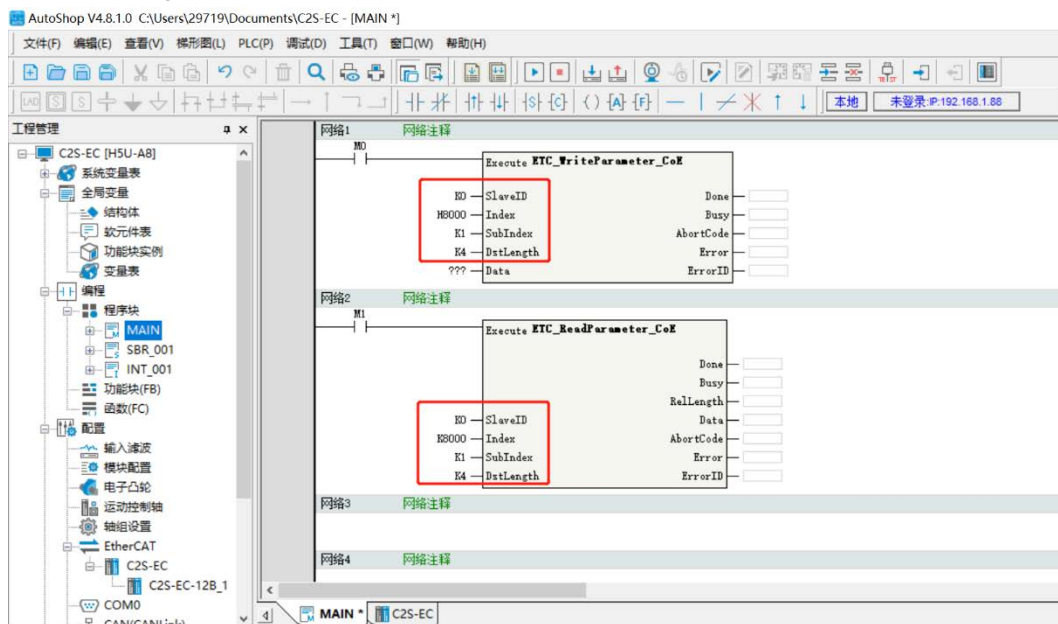 AutoShop V4.8.1.0 C:\Users\29719\Documents\C2S-EC - [MAIN *]
文件(F) 编辑(E) 查看(V) 梯形图(L) PLC(P) 调试(D) 工具(T) 窗口(W) 帮助(H)
LAD S S {S} {C} ( ) {A} {F} 本地 未登录:IP:192.168.1.88
工程管理
C2S-EC [H5U-A8]
系统变量表
全局变量
结构体
软元件表
功能块实例
变量表
编程
程序块
MAIN
SBR_001
INT_001
功能块(FB)
函数(FC)
配置
输入滤波
模块配置
电子凸轮
运动控制轴
轴组设置
EtherCAT
C2S-EC
C2S-EC-12B_1
COM0
CAN(CANLink)
网络1 网络注释
M0
Execute ETC_WriteParameter_CoE
K0 SlaveID Done
H8000 Index Busy
K1 SubIndex AbortCode
K4 DstLength Error
??? Data ErrorID
网络2 网络注释
M1
Execute ETC_ReadParameter_CoE
Done
Busy
RelLength
K0 SlaveID Data
K8000 Index AbortCode
K1 SubIndex Error
K4 DstLength ErrorID
网络3 网络注释
网络4 网络注释
MAIN * C2S-EC